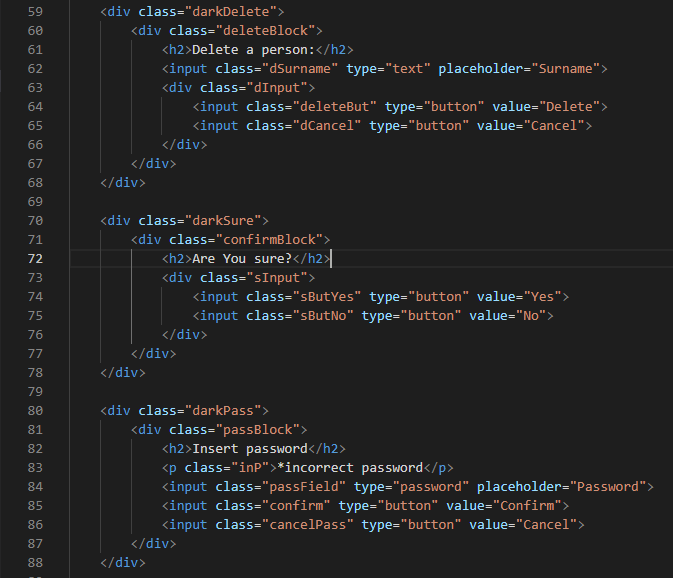 59 <div class="darkDelete">
60 <div class="deleteBlock">
61 <h2>Delete a person:</h2>
62 <input class="dSurname" type="text" placeholder="Surname">
63 <div class="dInput">
64 <input class="deleteBut" type="button" value="Delete">
65 <input class="dCancel" type="button" value="Cancel">
66 </div>
67 </div>
68 </div>
69
70 <div class="darkSure">
71 <div class="confirmBlock">
72 <h2>Are You sure?</h2>
73 <div class="sInput">
74 <input class="sButYes" type="button" value="Yes">
75 <input class="sButNo" type="button" value="No">
76 </div>
77 </div>
78 </div>
79
80 <div class="darkPass">
81 <div class="passBlock">
82 <h2>Insert password</h2>
83 <p class="inP">*incorrect password</p>
84 <input class="passField" type="password" placeholder="Password">
85 <input class="confirm" type="button" value="Confirm">
86 <input class="cancelPass" type="button" value="Cancel">
87 </div>
88 </div>